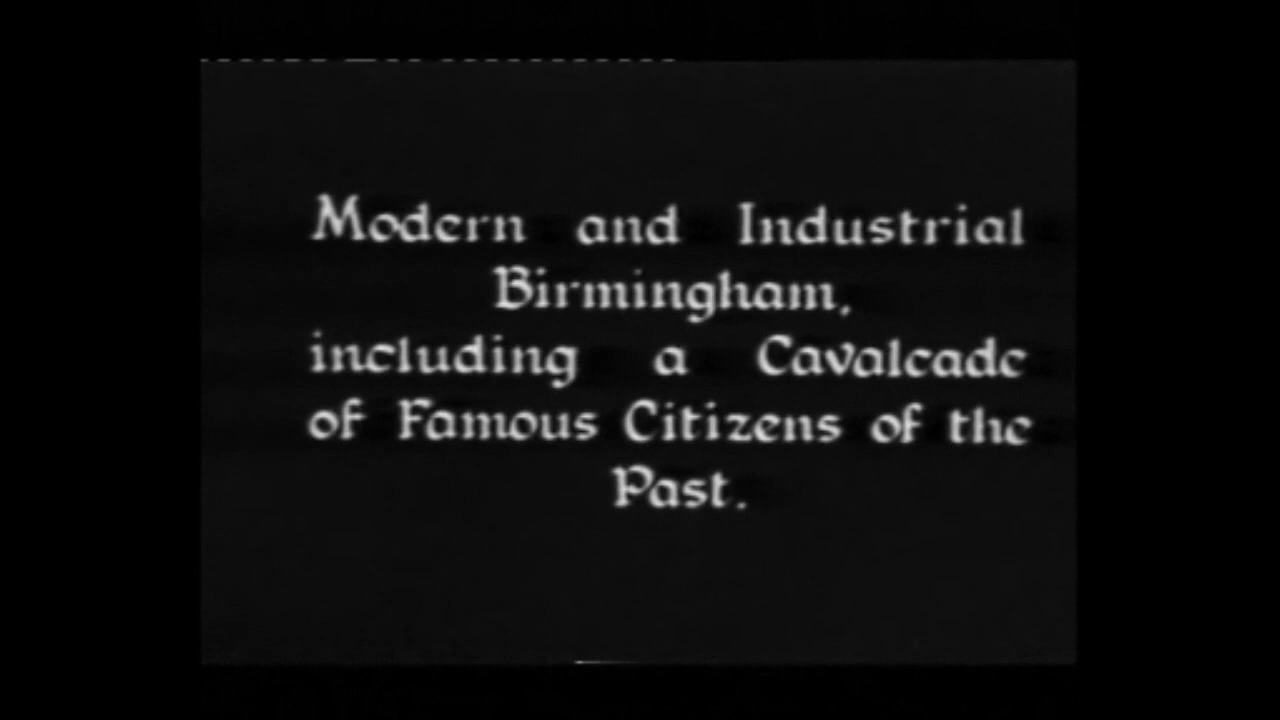 Modern and Industrial
Birmingham,
including a Cavalcade
of Famous Citizens of the
Past.